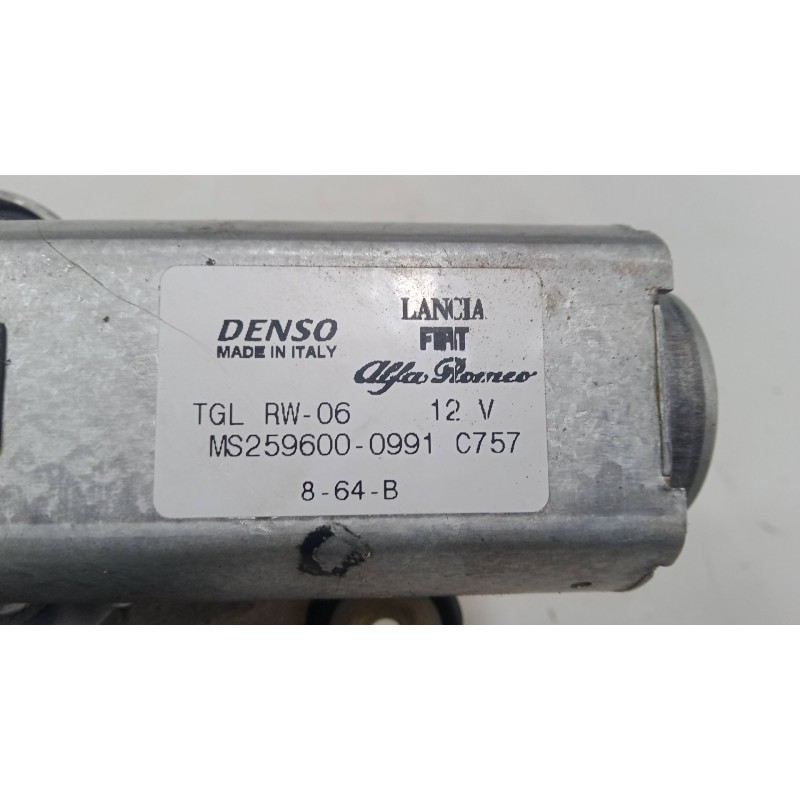 DENSO
MADE IN ITALY
LANCIA
FIAT
Alfa Romeo
TGL RW-06 12 V
MS259600-0991 C757
8-64-B